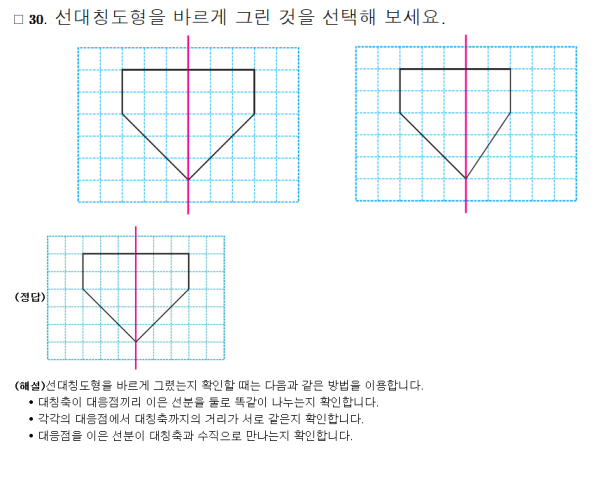 □ 30. 선대칭도형을 바르게 그린 것을 선택해 보세요.
(정답)
(해설)선대칭도형을 바르게 그렸는지 확인할 때는 다음과 같은 방법을 이용합니다.
• 대칭축이 대응점끼리 이은 선분을 둘로 똑같이 나누는지 확인합니다.
• 각각의 대응점에서 대칭축까지의 거리가 서로 같은지 확인합니다.
• 대응점을 이은 선분이 대칭축과 수직으로 만나는지 확인합니다.